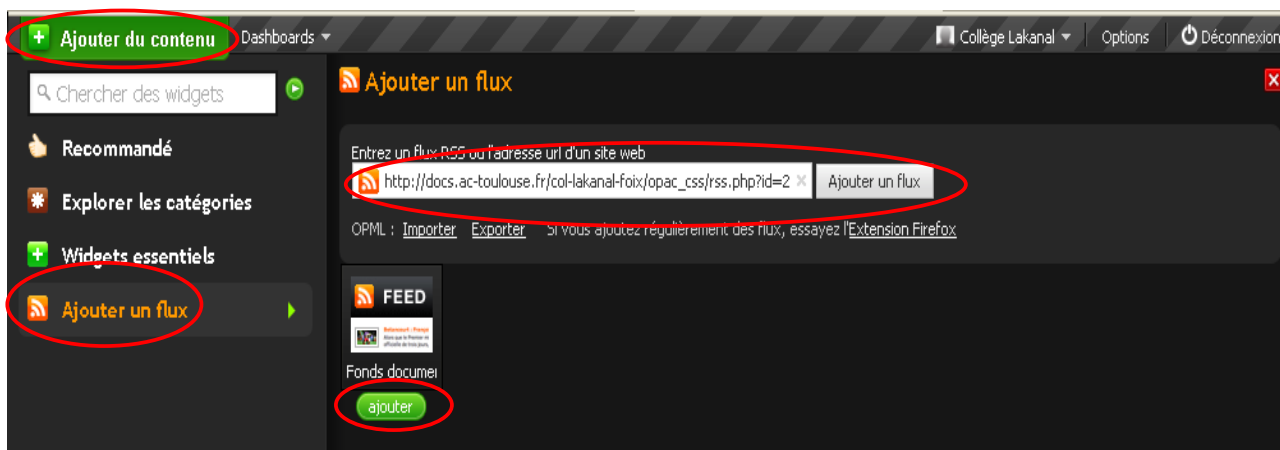 Ajouter du contenu Dashboards Collège Lakanal Options Déconnexion
Chercher des widgets
Recommandé
Explorer les catégories
Widgets essentiels
Ajouter un flux
Ajouter un flux
Entrez un flux RSS ou l'adresse url d'un site web
http://docs.ac-toulouse.fr/col-lakanal-foix/opac_css/rss.php?id=2 Ajouter un flux
OPML : Importer Exporter Si vous ajoutez régulièrement des flux, essayez l'Extension Firefox
FEED
Fonds documei
ajouter